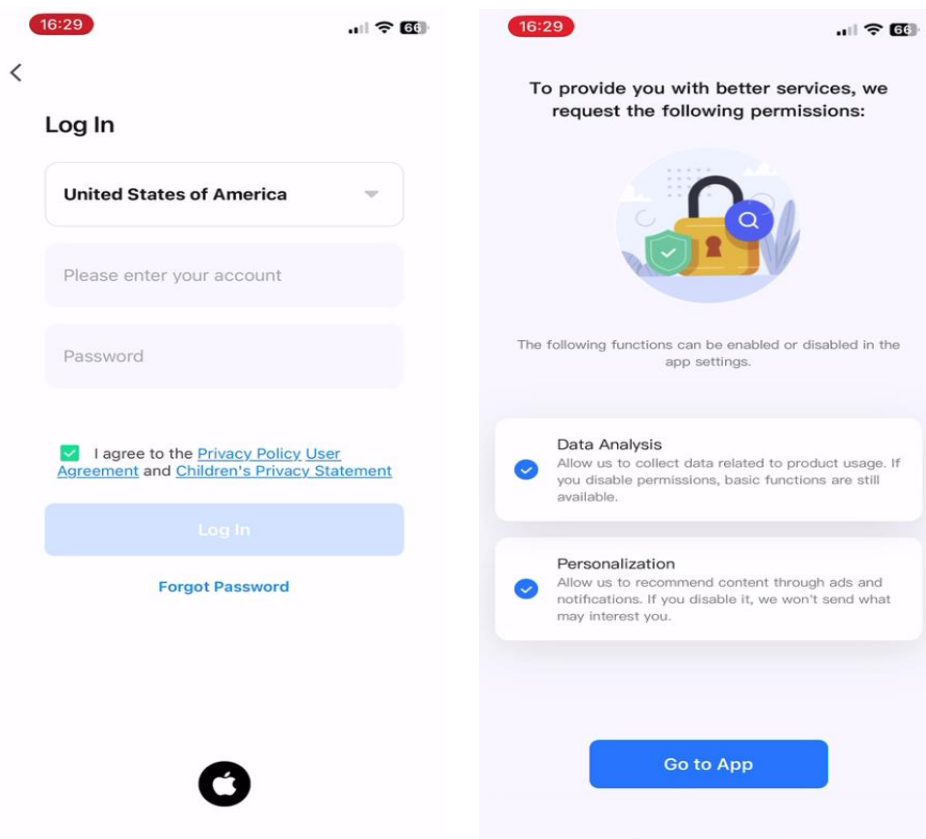 16:29
66
Log In
United States of America
Please enter your account
Password
I agree to the Privacy Policy User
Agreement and Children's Privacy Statement
Log In
Forgot Password
16:29
66
To provide you with better services, we
request the following permissions:
The following functions can be enabled or disabled in the
app settings.
Data Analysis
Allow us to collect data related to product usage. If
you disable permissions, basic functions are still
available.
Personalization
Allow us to recommend content through ads and
notifications. If you disable it, we won't send what
may interest you.
Go to App